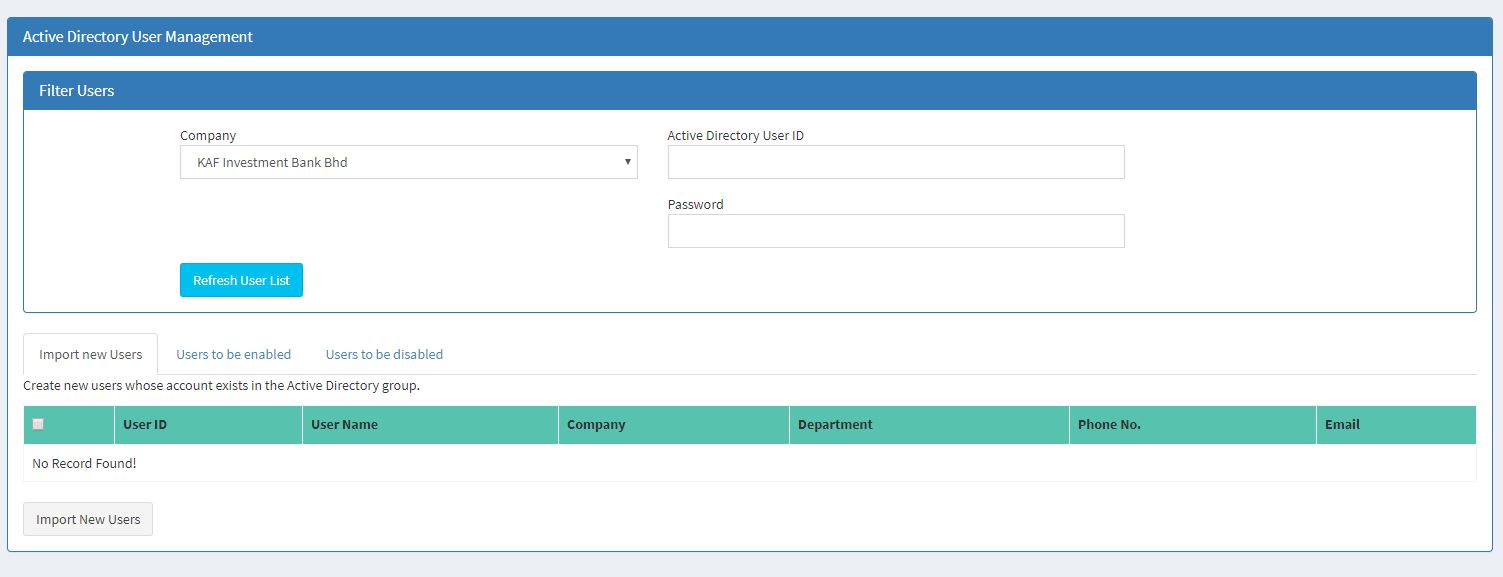 Active Directory User Management
Filter Users
Company
Active Directory User ID
KAF Investment Bank Bhd
Password
Refresh User List
Import new Users
Users to be enabled
Users to be disabled
Create new users whose account exists in the Active Directory group.
User ID
User Name
Company
Department
Phone No.
Email
No Record Found!
Import New Users